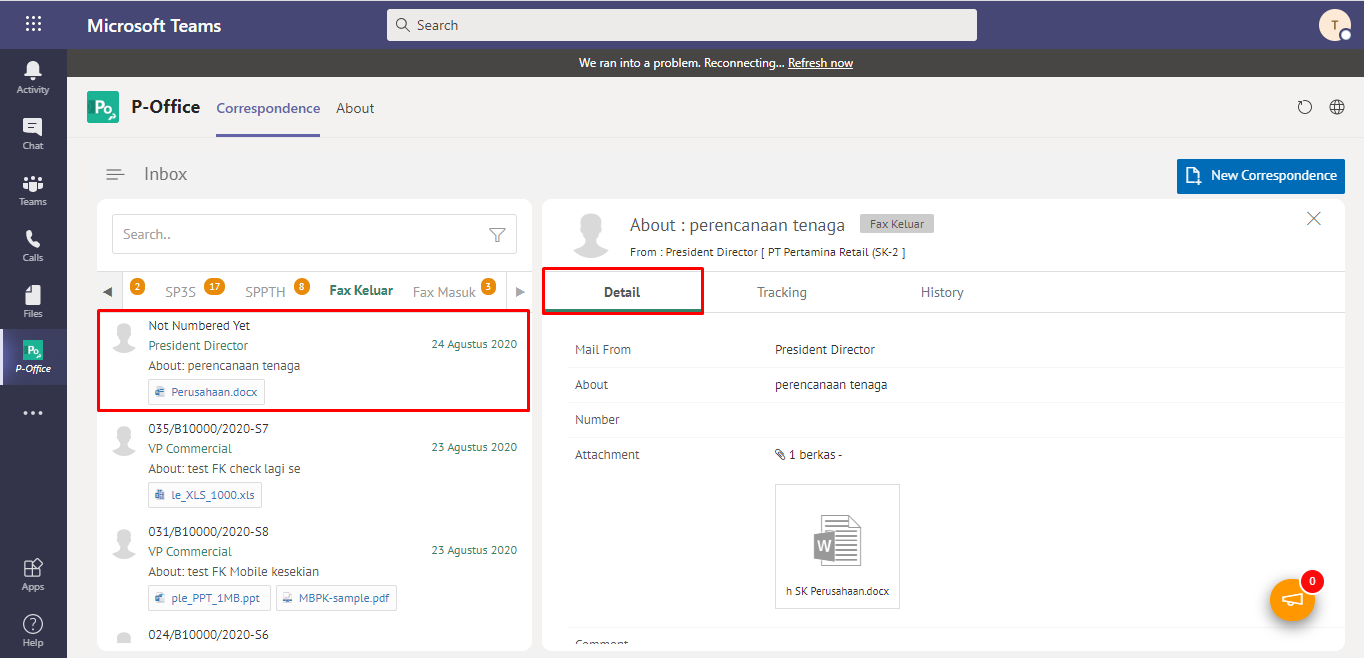 Microsoft Teams
Search
T
We ran into a problem. Reconnecting... Refresh now
Activity
Chat
Teams
Calls
Files
Po
P-Office
Apps
Help
Po
P-Office
Correspondence
About
Inbox
New Correspondence
Search..
2
SP3S 17
SPPTH 8
Fax Keluar
Fax Masuk 3
Not Numbered Yet
President Director
24 Agustus 2020
About: perencanaan tenaga
Perusahaan.docx
035/B10000/2020-S7
VP Commercial
23 Agustus 2020
About: test FK check lagi se
le_XLS_1000.xls
031/B10000/2020-S8
VP Commercial
23 Agustus 2020
About: test FK Mobile kesekian
ple_PPT_1MB.ppt
MBPK-sample.pdf
024/B10000/2020-S6
About : perencanaan tenaga
Fax Keluar
From : President Director [ PT Pertamina Retail (SK-2 ]
Detail
Tracking
History
Mail From
President Director
About
perencanaan tenaga
Number
Attachment
1 berkas -
W
h SK Perusahaan.docx
Comment
0